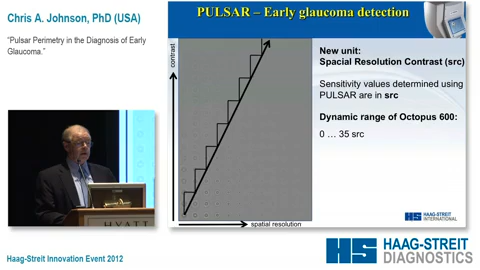 Chris A. Johnson, PhD (USA)
"Pulsar Perimetry in the Diagnosis of Early
Glaucoma."
PULSAR – Early glaucoma detection
contrast
spatial resolution
New unit:
Spacial Resolution Contrast (src)
Sensitivity values determined using
PULSAR are in src
Dynamic range of Octopus 600:
0 … 35 src
HS HAAG-STREIT
INTERNATIONAL
HYATT
Haag-Streit Innovation Event 2012
HS HAAG-STREIT
DIAGNOSTICS